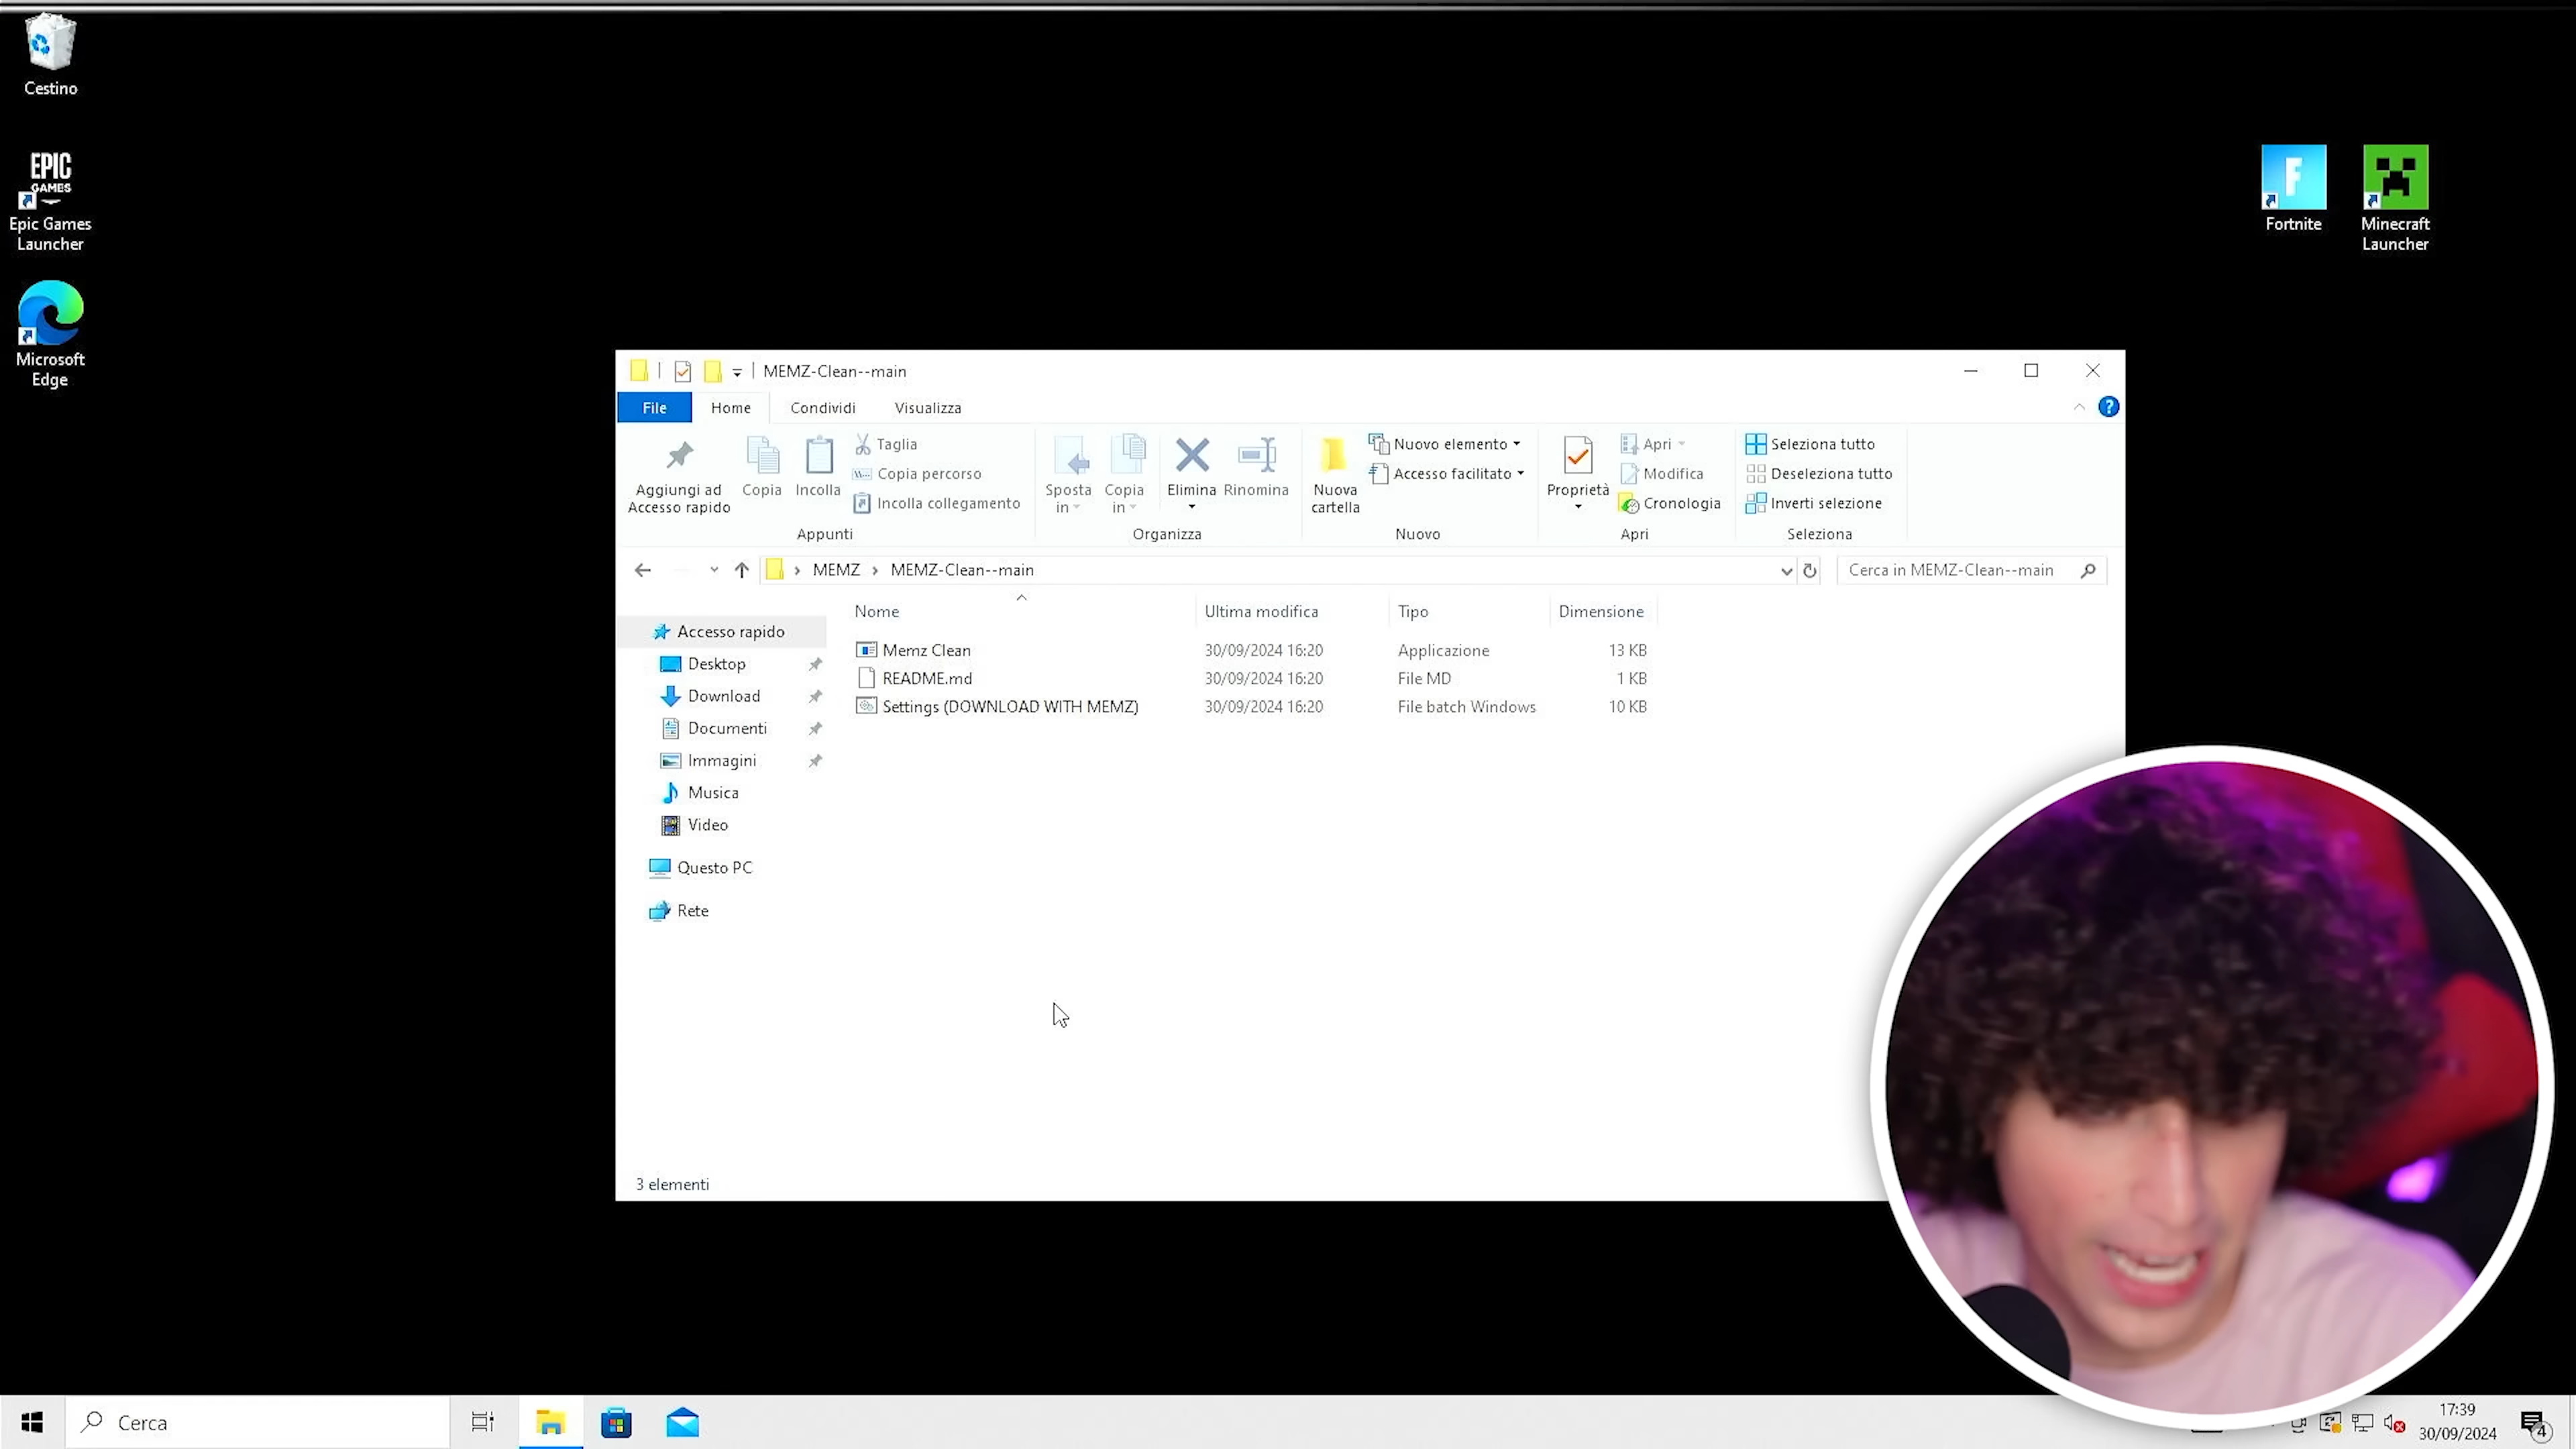 Cestino
EPIC
GAMES
Epic Games
Launcher
Microsoft
Edge
F
Fortnite
Minecraft
Launcher
MEMZ-Clean--main
File Home Condividi Visualizza
Aggiungi ad
Accesso rapido
Copia
Incolla
Taglia
Copia percorso
Incolla collegamento
Appunti
Sposta
in
Copia
in
Elimina
Rinomina
Organizza
Nuova
cartella
Nuovo elemento
Accesso facilitato
Nuovo
Proprietà
Apri
Modifica
Cronologia
Apri
Seleziona tutto
Deseleziona tutto
Inverti selezione
Seleziona
MEMZ › MEMZ-Clean--main
Cerca in MEMZ-Clean--main
Nome Ultima modifica Tipo Dimensione
Memz Clean 30/09/2024 16:20 Applicazione 13 KB
README.md 30/09/2024 16:20 File MD 1 KB
Settings (DOWNLOAD WITH MEMZ) 30/09/2024 16:20 File batch Windows 10 KB
Accesso rapido
Desktop
Download
Documenti
Immagini
Musica
Video
Questo PC
Rete
3 elementi
Cerca
17:39
30/09/2024
4